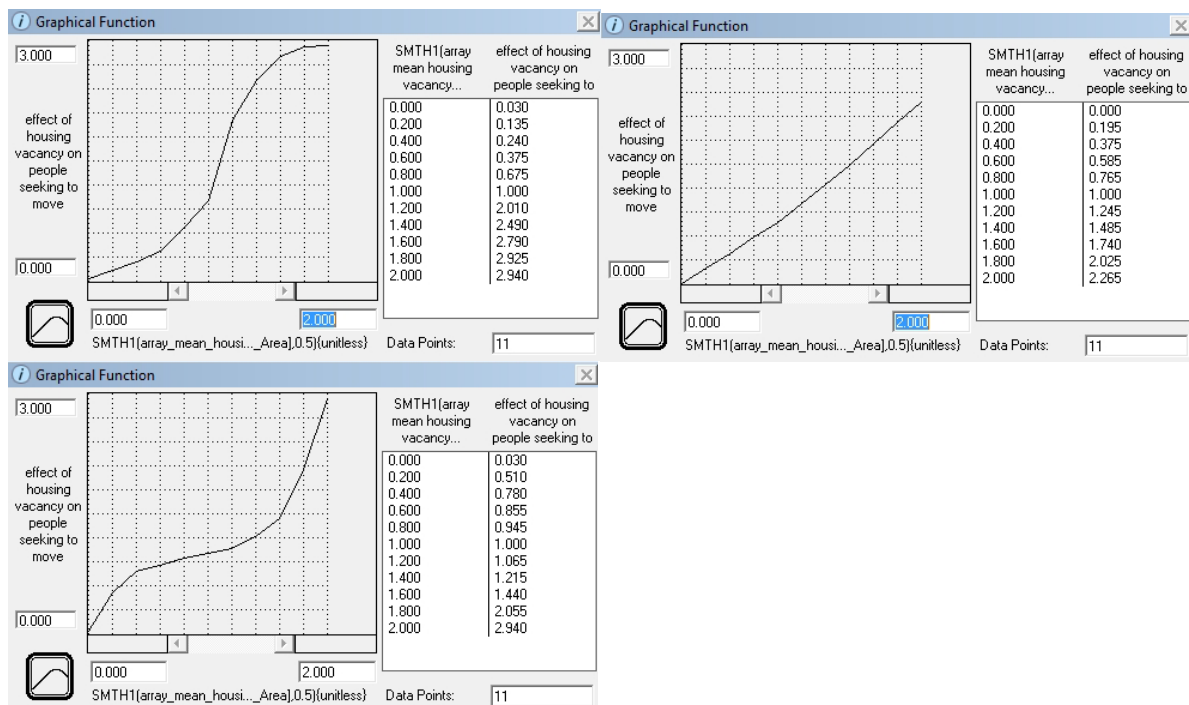 Graphical Function
3.000
effect of
housing
vacancy on
people
seeking to
move
0.000
0.000
2.000
SMTH1(array_mean_housi..._Area],0.5){unitless}
SMTH1(array
mean housing
vacancy...
effect of housing
vacancy on
people seeking to
0.000 0.030
0.200 0.135
0.400 0.240
0.600 0.375
0.800 0.675
1.000 1.000
1.200 2.010
1.400 2.490
1.600 2.790
1.800 2.925
2.000 2.940
Data Points: 11
Graphical Function
3.000
effect of
housing
vacancy on
people
seeking to
move
0.000
0.000
2.000
SMTH1(array_mean_housi..._Area],0.5){unitless}
SMTH1(array
mean housing
vacancy...
effect of housing
vacancy on
people seeking to
0.000 0.000
0.200 0.195
0.400 0.375
0.600 0.585
0.800 0.765
1.000 1.000
1.200 1.245
1.400 1.485
1.600 1.740
1.800 2.025
2.000 2.265
Data Points: 11
Graphical Function
3.000
effect of
housing
vacancy on
people
seeking to
move
0.000
0.000
2.000
SMTH1(array_mean_housi..._Area],0.5){unitless}
SMTH1(array
mean housing
vacancy...
effect of housing
vacancy on
people seeking to
0.000 0.030
0.200 0.510
0.400 0.780
0.600 0.855
0.800 0.945
1.000 1.000
1.200 1.065
1.400 1.215
1.600 1.440
1.800 2.055
2.000 2.940
Data Points: 11